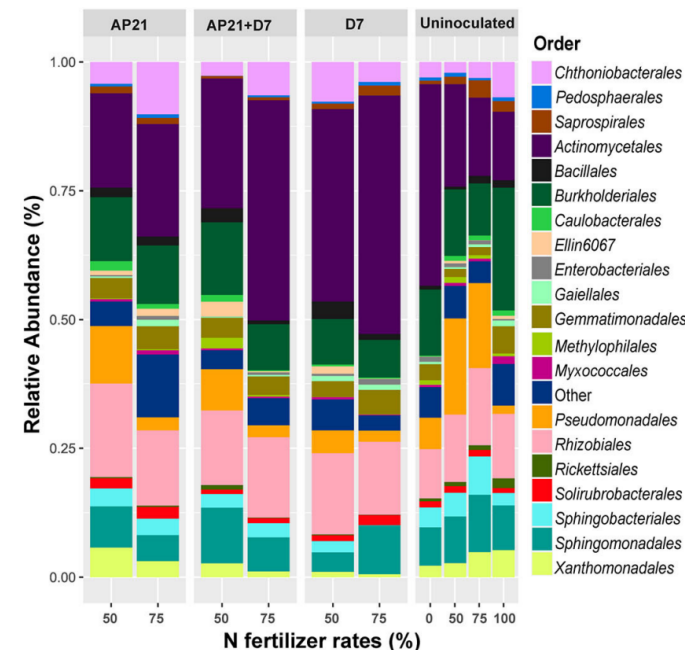 AP21 AP21+D7 D7 Uninoculated
Order
1.00
0.75
0.50
0.25
0.00
Relative Abundance (%)
50 75 50 75 50 75 0 50 75 100
N fertilizer rates (%)
Chthoniobacterales
Pedosphaerales
Saprospirales
Actinomycetales
Bacillales
Burkholderiales
Caulobacterales
Ellin6067
Enterobacteriales
Gaiellales
Gemmatimonadales
Methylophilales
Myxococcales
Other
Pseudomonadales
Rhizobiales
Rickettsiales
Solirubrobacterales
Sphingobacteriales
Sphingomonadales
Xanthomonadales